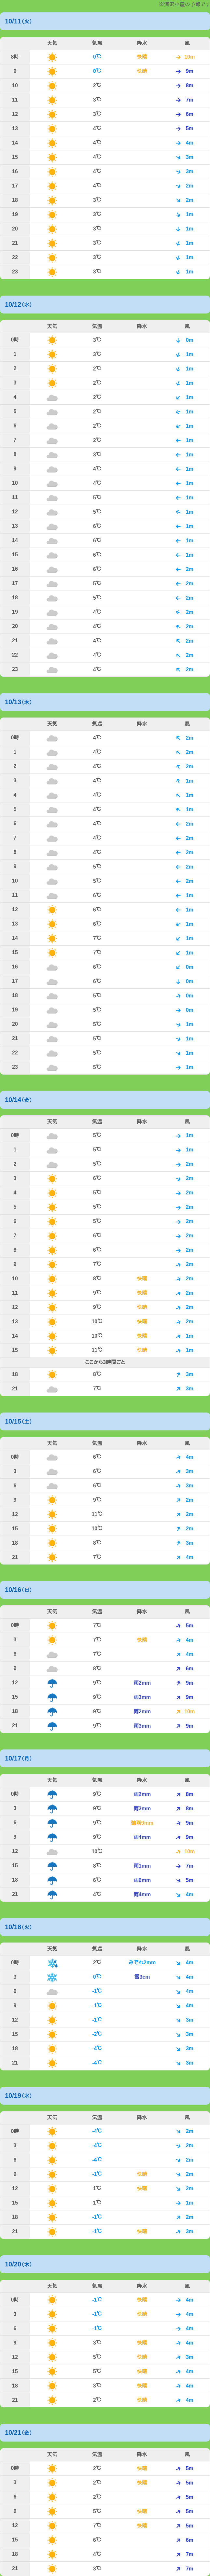 10/11(火)
天気 気温 降水 風
8時 0℃ 快晴 10m
9 0℃ 快晴 9m
10 2℃ 8m
11 3℃ 7m
12 3℃ 6m
13 4℃ 5m
14 4℃ 4m
15 4℃ 3m
16 4℃ 3m
17 4℃ 2m
18 3℃ 2m
19 3℃ 1m
20 3℃ 1m
21 3℃ 1m
22 3℃ 1m
23 3℃ 1m
10/12(水)
天気 気温 降水 風
0時 3℃ 0m
1 3℃ 1m
2 2℃ 1m
3 2℃ 1m
4 2℃ 1m
5 2℃ 1m
6 2℃ 1m
7 2℃ 1m
8 3℃ 1m
9 4℃ 1m
10 4℃ 1m
11 5℃ 1m
12 5℃ 1m
13 6℃ 1m
14 6℃ 1m
15 6℃ 1m
16 6℃ 2m
17 5℃ 2m
18 5℃ 2m
19 4℃ 2m
20 4℃ 2m
21 4℃ 2m
22 4℃ 2m
23 4℃ 2m
10/13(木)
天気 気温 降水 風
0時 4℃ 2m
1 4℃ 2m
2 4℃ 2m
3 4℃ 1m
4 4℃ 1m
5 4℃ 1m
6 4℃ 2m
7 4℃ 2m
8 4℃ 2m
9 5℃ 2m
10 5℃ 2m
11 6℃ 1m
12 6℃ 1m
13 6℃ 1m
14 7℃ 1m
15 7℃ 1m
16 6℃ 0m
17 6℃ 0m
18 5℃ 0m
19 5℃ 0m
20 5℃ 1m
21 5℃ 1m
22 5℃ 1m
23 5℃ 1m
10/14(金)
天気 気温 降水 風
0時 5℃ 1m
1 5℃ 1m
2 5℃ 2m
3 6℃ 2m
4 5℃ 2m
5 5℃ 2m
6 5℃ 2m
7 6℃ 2m
8 6℃ 2m
9 7℃ 2m
10 8℃ 快晴 2m
11 9℃ 快晴 2m
12 9℃ 快晴 2m
13 10℃ 快晴 2m
14 10℃ 快晴 1m
15 11℃ 快晴 1m
ここから3時間ごと
18 8℃ 3m
21 7℃ 3m
10/15(土)
天気 気温 降水 風
0時 6℃ 4m
3 6℃ 3m
6 6℃ 3m
9 9℃ 2m
12 11℃ 2m
15 10℃ 2m
18 8℃ 3m
21 7℃ 4m
10/16(日)
天気 気温 降水 風
0時 7℃ 5m
3 7℃ 快晴 4m
6 7℃ 4m
9 8℃ 6m
12 9℃ 雨2mm 9m
15 9℃ 雨3mm 9m
18 9℃ 雨2mm 10m
21 9℃ 雨3mm 9m
10/17(月)
天気 気温 降水 風
0時 9℃ 雨2mm 8m
3 9℃ 雨3mm 8m
6 9℃ 9mm 9m
9 9℃ 雨4mm 9m
12 10℃ 10m
15 8℃ 雨1mm 7m
18 6℃ 雨6mm 5m
21 4℃ 雨4mm 4m
10/18(火)
天気 気温 降水 風
0時 2℃ みぞれ2mm 4m
3 0℃ 雪3cm 4m
6 -1℃ 4m
9 -1℃ 4m
12 -1℃ 3m
15 -2℃ 3m
18 -4℃ 3m
21 -4℃ 3m
10/19(水)
天気 気温 降水 風
0時 -4℃ 2m
3 -4℃ 2m
6 -4℃ 2m
9 -1℃ 快晴 2m
12 1℃ 快晴 2m
15 1℃ 1m
18 -1℃ 2m
21 -1℃ 快晴 3m
10/20(木)
天気 気温 降水 風
0時 -1℃ 快晴 4m
3 -1℃ 快晴 4m
6 -1℃ 4m
9 3℃ 快晴 4m
12 5℃ 快晴 3m
15 5℃ 快晴 4m
18 3℃ 快晴 4m
21 2℃ 快晴 4m
10/21(金)
天気 気温 降水 風
0時 2℃ 快晴 5m
3 2℃ 快晴 5m
6 2℃ 5m
9 5℃ 快晴 5m
12 7℃ 快晴 5m
15 6℃ 6m
18 4℃ 7m
21 3℃ 7m